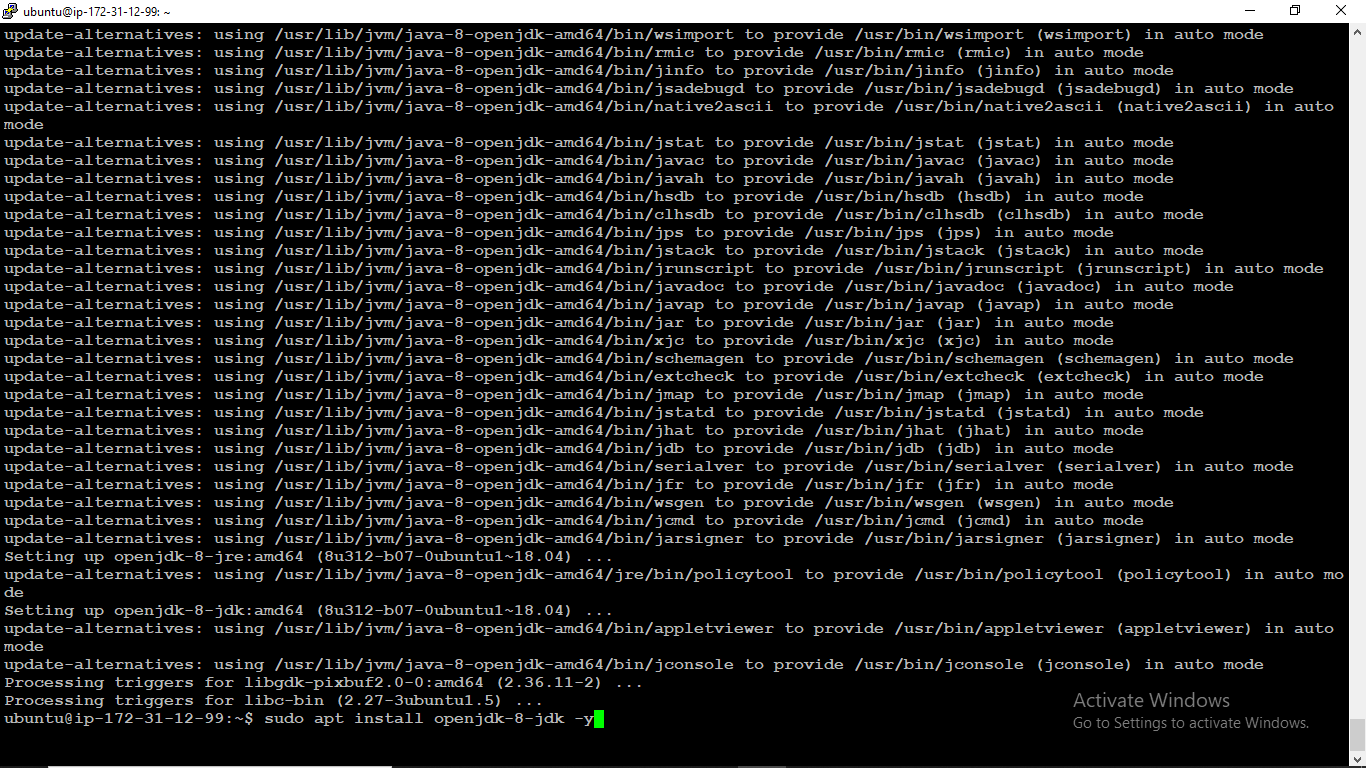 ubuntu@ip-172-31-12-99: ~
update-alternatives: using /usr/lib/jvm/java-8-openjdk-amd64/bin/wsimport to provide /usr/bin/wsimport (wsimport) in auto mode
update-alternatives: using /usr/lib/jvm/java-8-openjdk-amd64/bin/rmic to provide /usr/bin/rmic (rmic) in auto mode
update-alternatives: using /usr/lib/jvm/java-8-openjdk-amd64/bin/jinfo to provide /usr/bin/jinfo (jinfo) in auto mode
update-alternatives: using /usr/lib/jvm/java-8-openjdk-amd64/bin/jsadebugd to provide /usr/bin/jsadebugd (jsadebugd) in auto mode
update-alternatives: using /usr/lib/jvm/java-8-openjdk-amd64/bin/native2ascii to provide /usr/bin/native2ascii (native2ascii) in auto
mode
update-alternatives: using /usr/lib/jvm/java-8-openjdk-amd64/bin/jstat to provide /usr/bin/jstat (jstat) in auto mode
update-alternatives: using /usr/lib/jvm/java-8-openjdk-amd64/bin/javac to provide /usr/bin/javac (javac) in auto mode
update-alternatives: using /usr/lib/jvm/java-8-openjdk-amd64/bin/javah to provide /usr/bin/javah (javah) in auto mode
update-alternatives: using /usr/lib/jvm/java-8-openjdk-amd64/bin/hsdb to provide /usr/bin/hsdb (hsdb) in auto mode
update-alternatives: using /usr/lib/jvm/java-8-openjdk-amd64/bin/clhsdb to provide /usr/bin/clhsdb (clhsdb) in auto mode
update-alternatives: using /usr/lib/jvm/java-8-openjdk-amd64/bin/jps to provide /usr/bin/jps (jps) in auto mode
update-alternatives: using /usr/lib/jvm/java-8-openjdk-amd64/bin/jstack to provide /usr/bin/jstack (jstack) in auto mode
update-alternatives: using /usr/lib/jvm/java-8-openjdk-amd64/bin/jrunscript to provide /usr/bin/jrunscript (jrunscript) in auto mode
update-alternatives: using /usr/lib/jvm/java-8-openjdk-amd64/bin/javadoc to provide /usr/bin/javadoc (javadoc) in auto mode
update-alternatives: using /usr/lib/jvm/java-8-openjdk-amd64/bin/javap to provide /usr/bin/javap (javap) in auto mode
update-alternatives: using /usr/lib/jvm/java-8-openjdk-amd64/bin/jar to provide /usr/bin/jar (jar) in auto mode
update-alternatives: using /usr/lib/jvm/java-8-openjdk-amd64/bin/xjc to provide /usr/bin/xjc (xjc) in auto mode
update-alternatives: using /usr/lib/jvm/java-8-openjdk-amd64/bin/schemagen to provide /usr/bin/schemagen (schemagen) in auto mode
update-alternatives: using /usr/lib/jvm/java-8-openjdk-amd64/bin/extcheck to provide /usr/bin/extcheck (extcheck) in auto mode
update-alternatives: using /usr/lib/jvm/java-8-openjdk-amd64/bin/jmap to provide /usr/bin/jmap (jmap) in auto mode
update-alternatives: using /usr/lib/jvm/java-8-openjdk-amd64/bin/jstatd to provide /usr/bin/jstatd (jstatd) in auto mode
update-alternatives: using /usr/lib/jvm/java-8-openjdk-amd64/bin/jhat to provide /usr/bin/jhat (jhat) in auto mode
update-alternatives: using /usr/lib/jvm/java-8-openjdk-amd64/bin/jdb to provide /usr/bin/jdb (jdb) in auto mode
update-alternatives: using /usr/lib/jvm/java-8-openjdk-amd64/bin/serialver to provide /usr/bin/serialver (serialver) in auto mode
update-alternatives: using /usr/lib/jvm/java-8-openjdk-amd64/bin/jfr to provide /usr/bin/jfr (jfr) in auto mode
update-alternatives: using /usr/lib/jvm/java-8-openjdk-amd64/bin/wsgen to provide /usr/bin/wsgen (wsgen) in auto mode
update-alternatives: using /usr/lib/jvm/java-8-openjdk-amd64/bin/jcmd to provide /usr/bin/jcmd (jcmd) in auto mode
update-alternatives: using /usr/lib/jvm/java-8-openjdk-amd64/bin/jarsigner to provide /usr/bin/jarsigner (jarsigner) in auto mode
Setting up openjdk-8-jre:amd64 (8u312-b07-0ubuntu1~18.04) ...
update-alternatives: using /usr/lib/jvm/java-8-openjdk-amd64/jre/bin/policytool to provide /usr/bin/policytool (policytool) in auto mo
de
Setting up openjdk-8-jdk:amd64 (8u312-b07-0ubuntu1~18.04) ...
update-alternatives: using /usr/lib/jvm/java-8-openjdk-amd64/bin/appletviewer to provide /usr/bin/appletviewer (appletviewer) in auto
mode
update-alternatives: using /usr/lib/jvm/java-8-openjdk-amd64/bin/jconsole to provide /usr/bin/jconsole (jconsole) in auto mode
Processing triggers for libgdk-pixbuf2.0-0:amd64 (2.36.11-2) ...
Processing triggers for libc-bin (2.27-3ubuntu1.5) ...
ubuntu@ip-172-31-12-99:~$ sudo apt install openjdk-8-jdk -y
Activate Windows
Go to Settings to activate Windows.